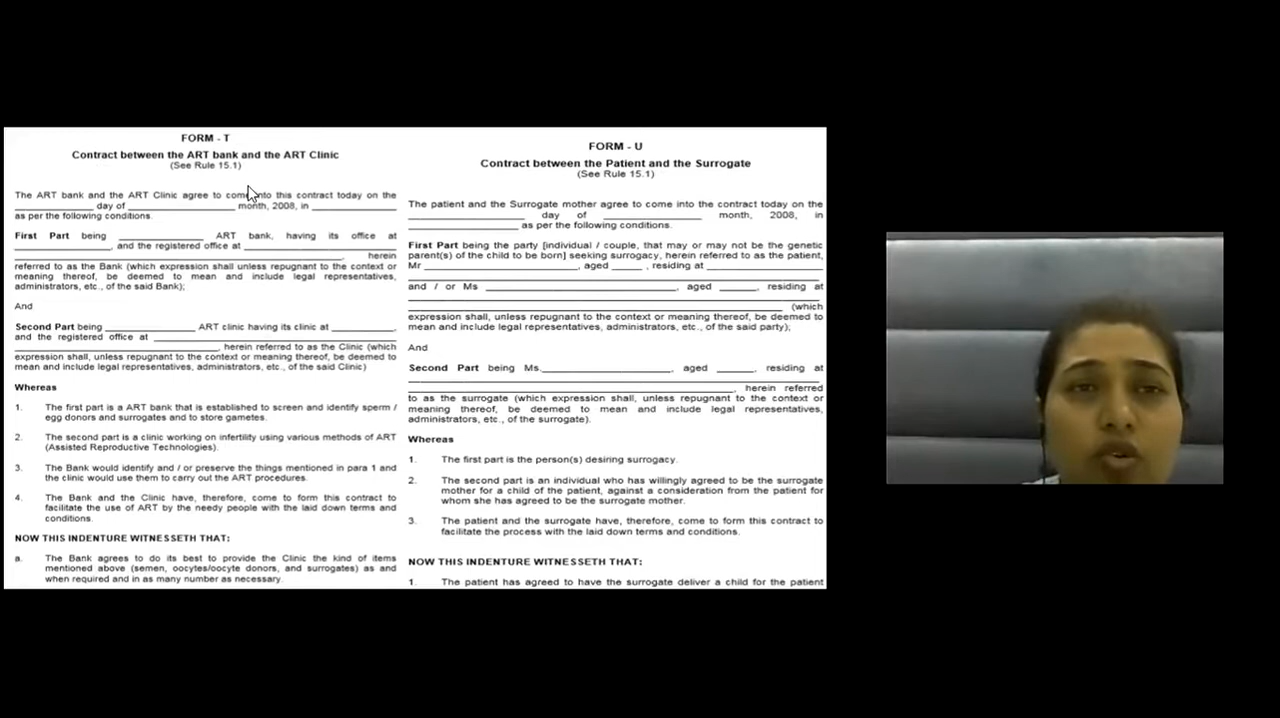 FORM - T
Contract between the ART bank and the ART Clinic
(See Rule 15.1)
The ART bank and the ART Clinic agree to come into this contract today on the
_______________ day of ____________________ month, 2008, in _______________
as per the following conditions.
First Part being _______________ ART bank, having its office at
__________________, and the registered office at ____________________________
______________________________________________________________, herein
referred to as the Bank (which expression shall unless repugnant to the context or
meaning thereof, be deemed to mean and include legal representatives,
administrators, etc., of the said Bank);
And
Second Part being ________________ ART clinic having its clinic at ____________,
and the registered office at _____________________________________________
_______________________________________, herein referred to as the Clinic (which
expression shall, unless repugnant to the context or meaning thereof, be deemed to
mean and include legal representatives, administrators, etc., of the said Clinic)
Whereas
1. The first part is a ART bank that is established to screen and identify sperm /
egg donors and surrogates and to store gametes.
2. The second part is a clinic working on infertility using various methods of ART
(Assisted Reproductive Technologies).
3. The Bank would identify and / or preserve the things mentioned in para 1 and
the clinic would use them to carry out the ART procedures.
4. The Bank and the Clinic have, therefore, come to form this contract to
facilitate the use of ART by the needy people with the laid down terms and
conditions.
NOW THIS INDENTURE WITNESSETH THAT:
a. The Bank agrees to do its best to provide the Clinic the kind of items
mentioned above (semen, oocytes/oocyte donors, and surrogates) as and
when required and in as many number as necessary.
FORM - U
Contract between the Patient and the Surrogate
(See Rule 15.1)
The patient and the Surrogate mother agree to come into the contract today on the
______________________ day of __________________ month, 2008, in
____________________ as per the following conditions.
First Part being the party [individual / couple, that may or may not be the genetic
parent(s) of the child to be born] seeking surrogacy, herein referred to as the patient,
Mr ____________________________, aged _____ , residing at _____________________
_____________________________________________________________________________
and / or Ms __________________________________, aged _______, residing at
______________________________________________________________________ (which
expression shall, unless repugnant to the context or meaning thereof, be deemed to
mean and include legal representatives, administrators, etc., of the said party);
And
Second Part being Ms.________________________, aged _______, residing at
_____________________________________________________________________________
____________________________________________________________, herein referred
to as the surrogate (which expression shall, unless repugnant to the context or
meaning thereof, be deemed to mean and include legal representatives,
administrators, etc., of the surrogate).
Whereas
1. The first part is the person(s) desiring surrogacy.
2. The second part is an individual who has willingly agreed to be the surrogate
mother for a child of the patient, against a consideration from the patient for
whom she has agreed to be the surrogate mother.
3. The patient and the surrogate have, therefore, come to form this contract to
facilitate the process with the laid down terms and conditions.
NOW THIS INDENTURE WITNESSETH THAT:
1. The patient has agreed to have the surrogate deliver a child for the patient